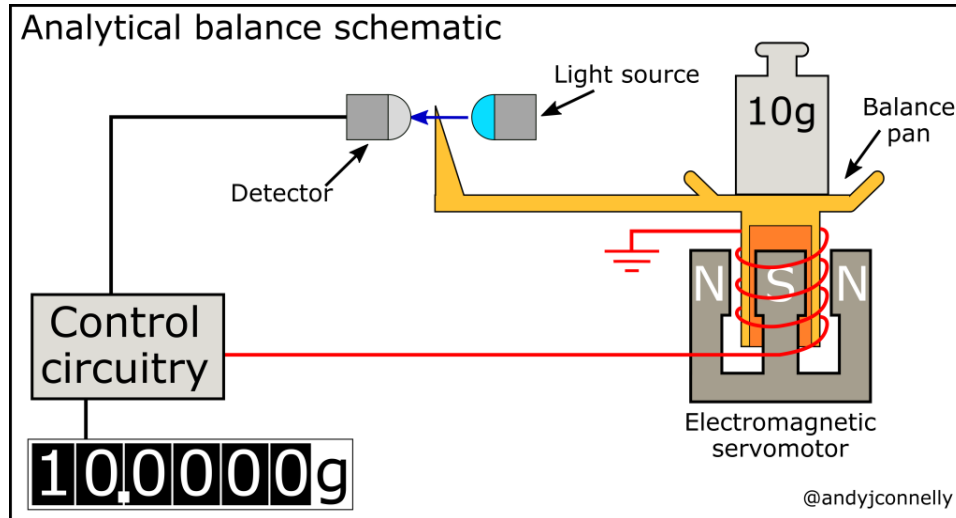 Analytical balance schematic
Light source
10g
Balance
pan
Detector
N
S
N
Control
circuitry
Electromagnetic
servomotor
10.0000g
@andyjconnelly